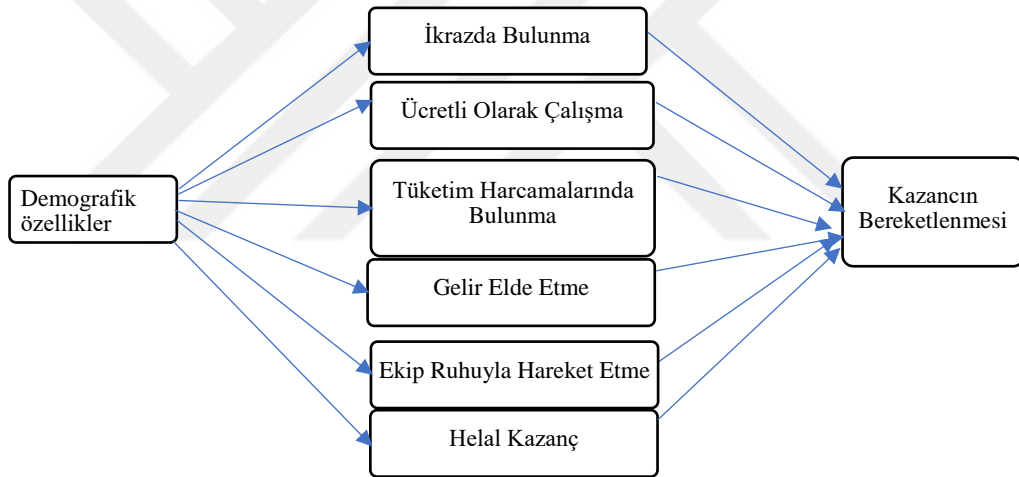 İkrazda Bulunma
Ücretli Olarak Çalışma
Demografik
özellikler
Tüketim Harcamalarında
Bulunma
Kazancın
Bereketlenmesi
Gelir Elde Etme
Ekip Ruhuyla Hareket Etme
Helal Kazanç